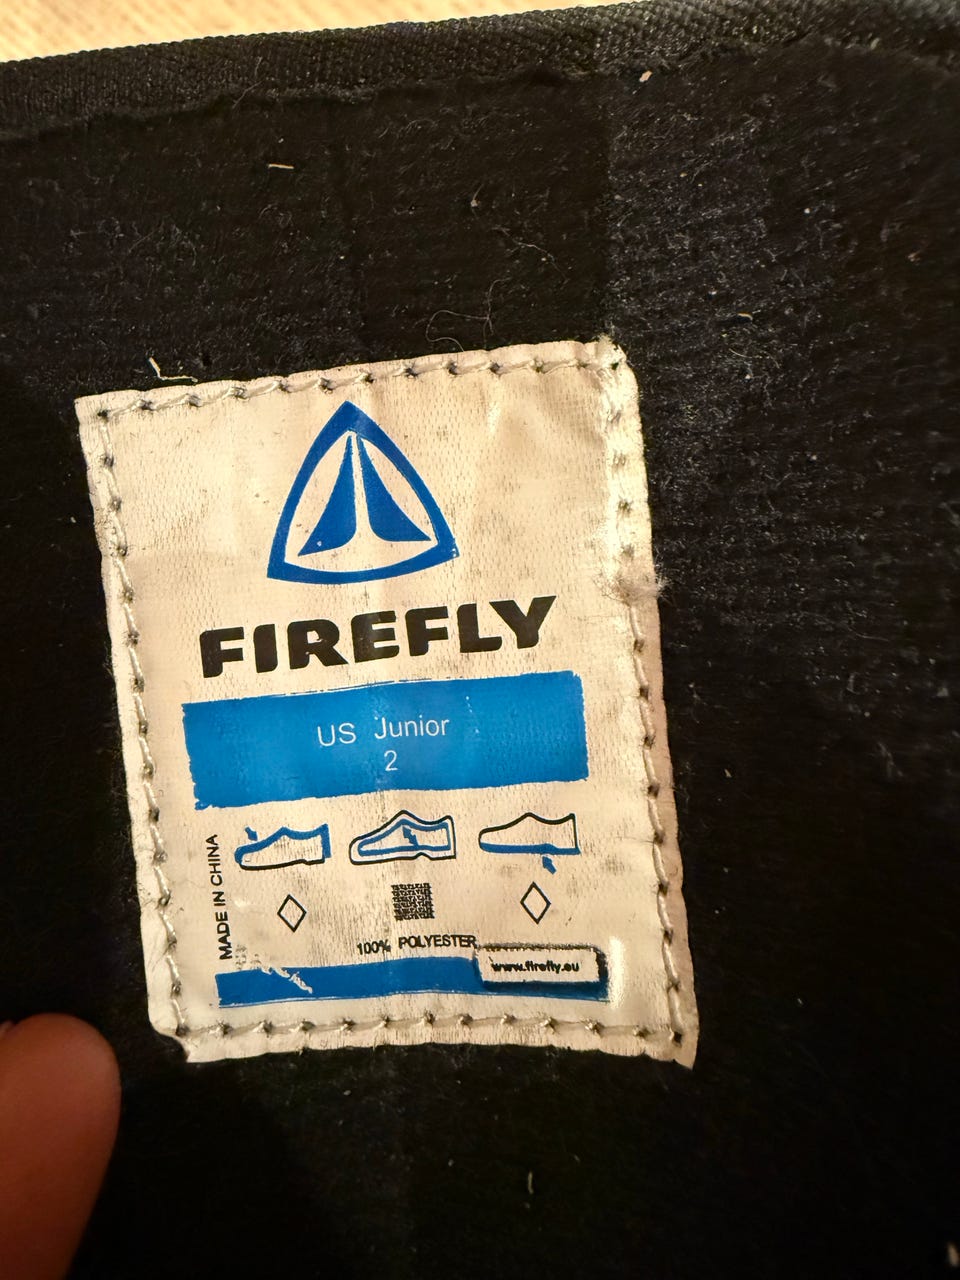 FIREFLY
US Junior
2
MADE IN CHINA
100% POLYESTER
www.firefly.eu